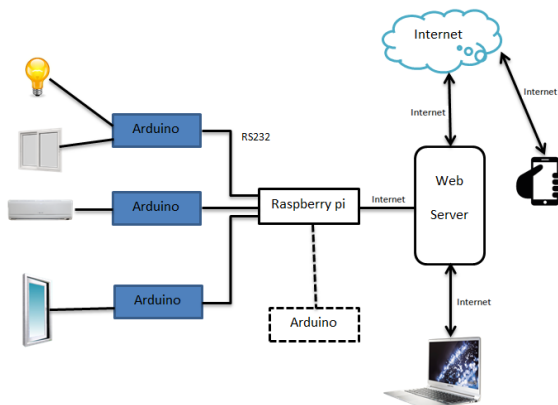 Internet
Internet
Arduino
RS232
Internet
Web
Server
Arduino
Raspberry pi
Internet
Arduino
Arduino
Internet